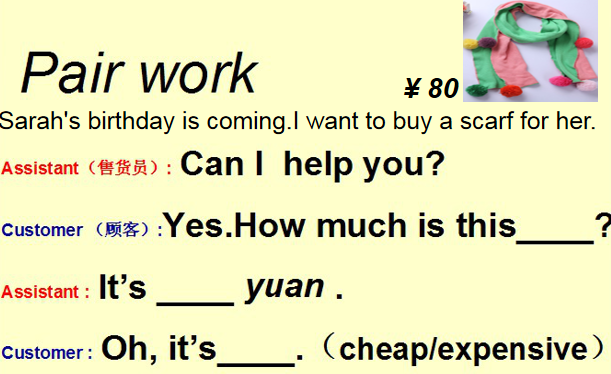 Pair work
¥ 80
Sarah's birthday is coming.I want to buy a scarf for her.
Assistant（售货员）: Can I help you?
Customer （顾客）:Yes.How much is this____?
Assistant : It’s ____ yuan .
Customer : Oh, it’s____.（cheap/expensive）